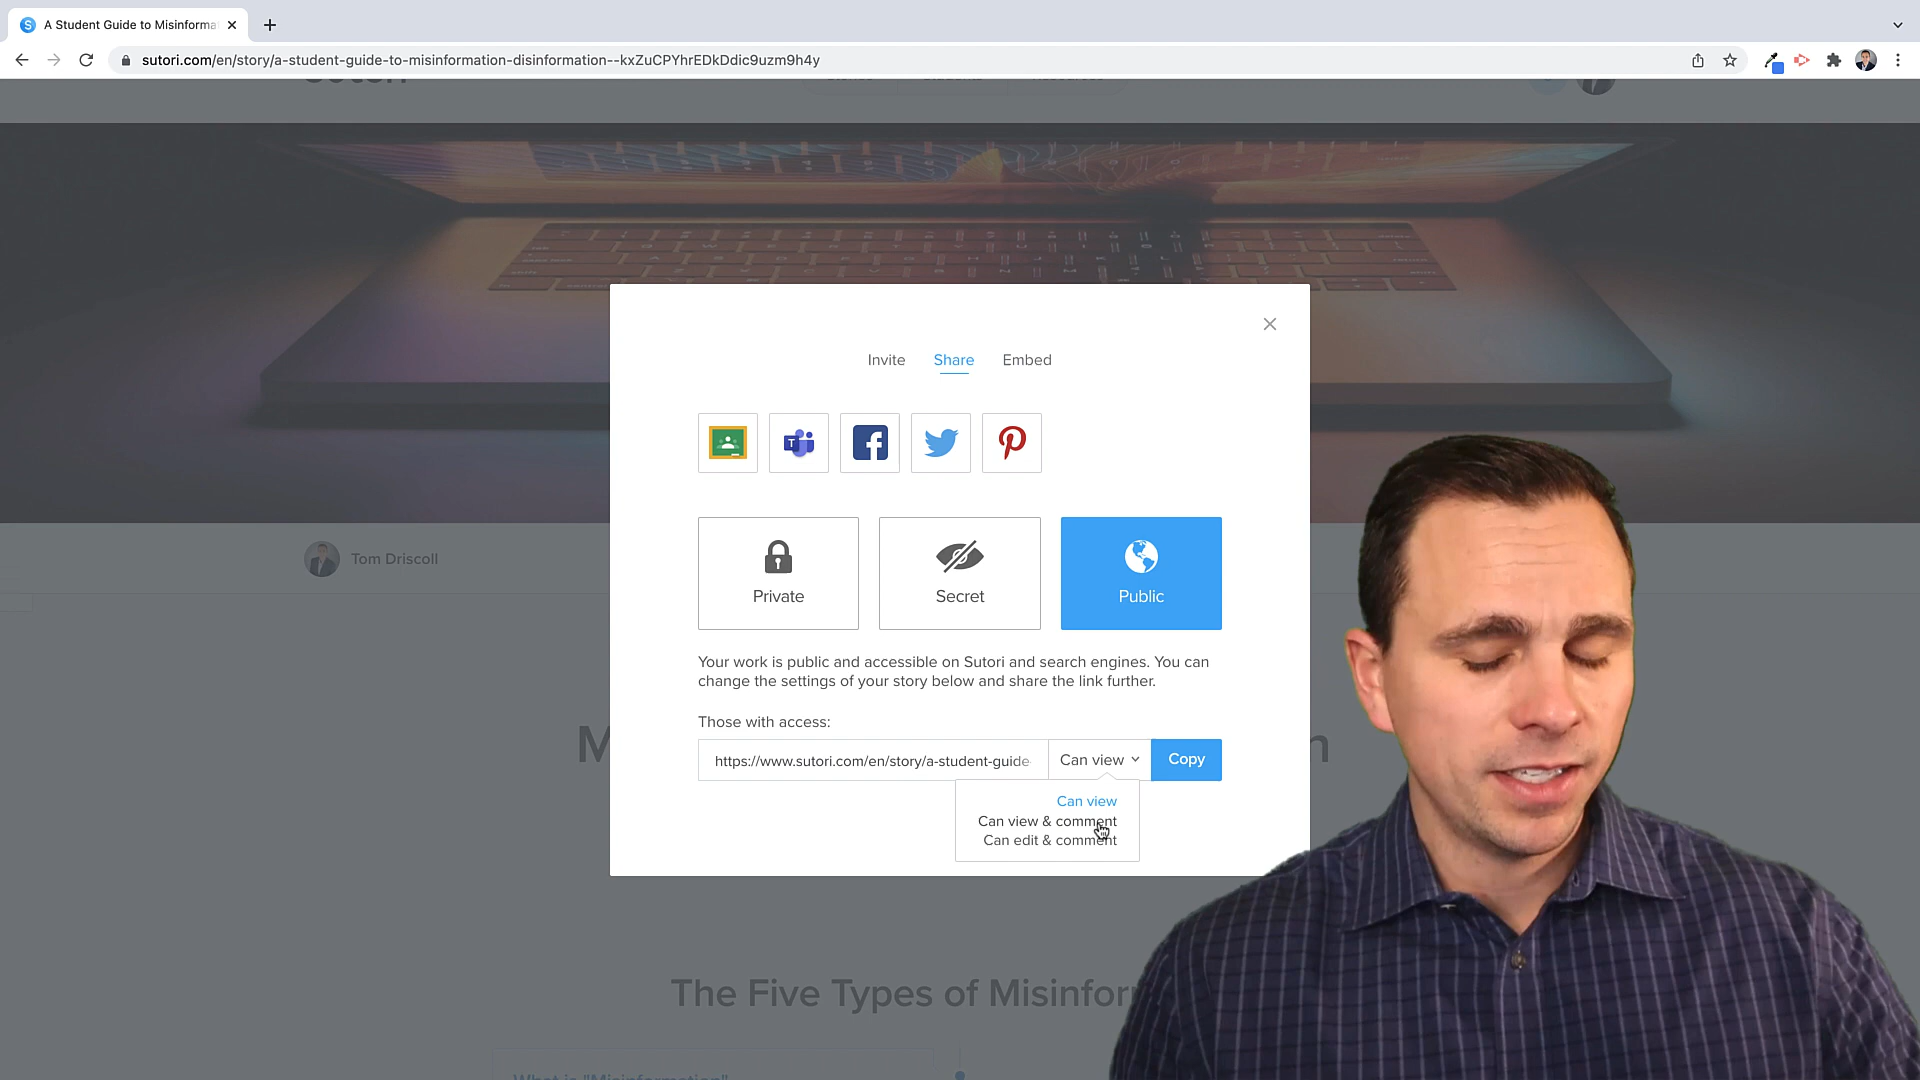 A Student Guide to Misinforma
sutori.com/en/story/a-student-guide-to-misinformation-disinformation--kxZuCPYhrEDkDdic9uzm9h4y
Invite Share Embed
Private Secret Public
Your work is public and accessible on Sutori and search engines. You can
change the settings of your story below and share the link further.
Tom Driscoll
Those with access:
https://www.sutori.com/en/story/a-student-guide- Can view Copy
Can view
Can view & comment
Can edit & comment
The Five Types of Misinfor
What is "Misinformation"